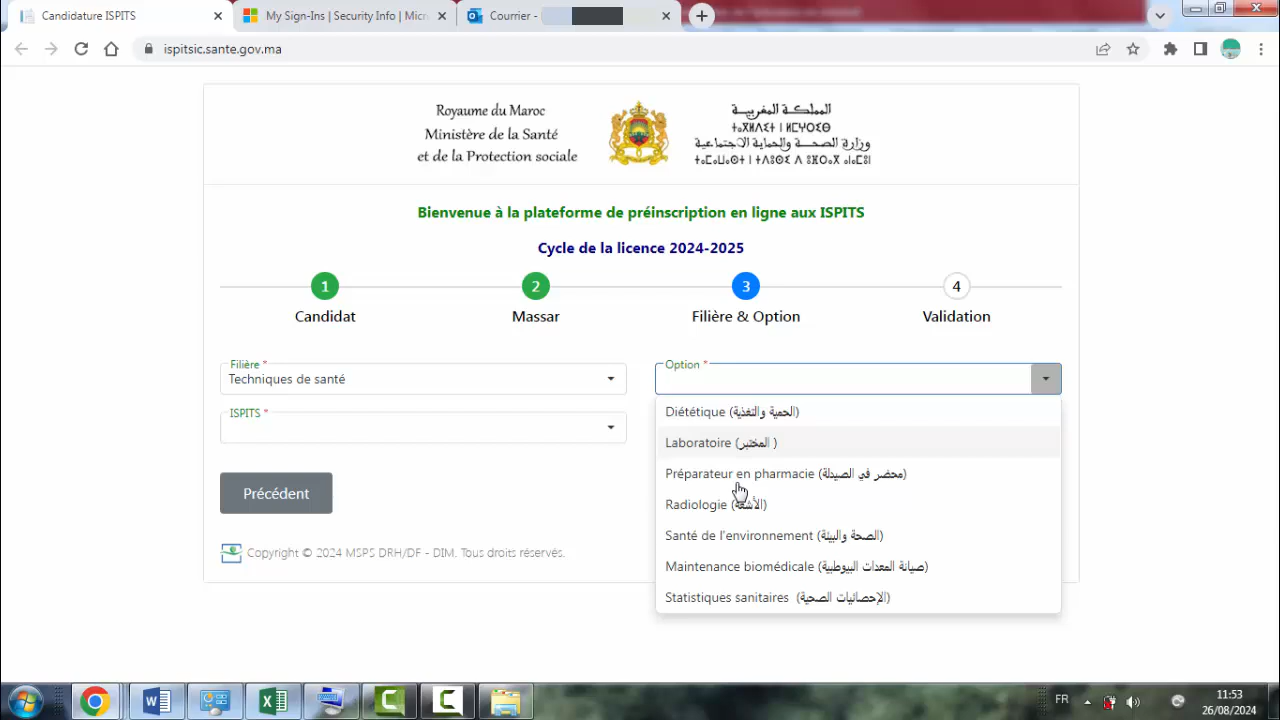 Candidature ISPITS
My Sign-Ins | Security Info | Micr
Courrier -
ispitsic.sante.gov.ma
Royaume du Maroc
Ministère de la Santé
et de la Protection sociale
المملكة المغربية
ⵜⴰⴳⵍⴷⵉⵜ ⵏ ⵍⵎⵖⵔⵉⴱ
وزارة الصحة والحماية الاجتماعية
Bienvenue à la plateforme de préinscription en ligne aux ISPITS
Cycle de la licence 2024-2025
1
2
3
4
Candidat
Massar
Filière & Option
Validation
Filière *
Techniques de santé
Option *
ISPITS *
Diététique (الحمية والتغذية)
Laboratoire (المختبر )
Préparateur en pharmacie (محضر في الصيدلة)
Radiologie (الأشعة)
Santé de l'environnement (الصحة والبيئة)
Maintenance biomédicale (صيانة المعدات البيوطبية)
Statistiques sanitaires (الإحصائيات الصحية)
Précédent
Copyright © 2024 MSPS DRH/DF - DIM. Tous droits réservés.
FR
11:53
26/08/2024